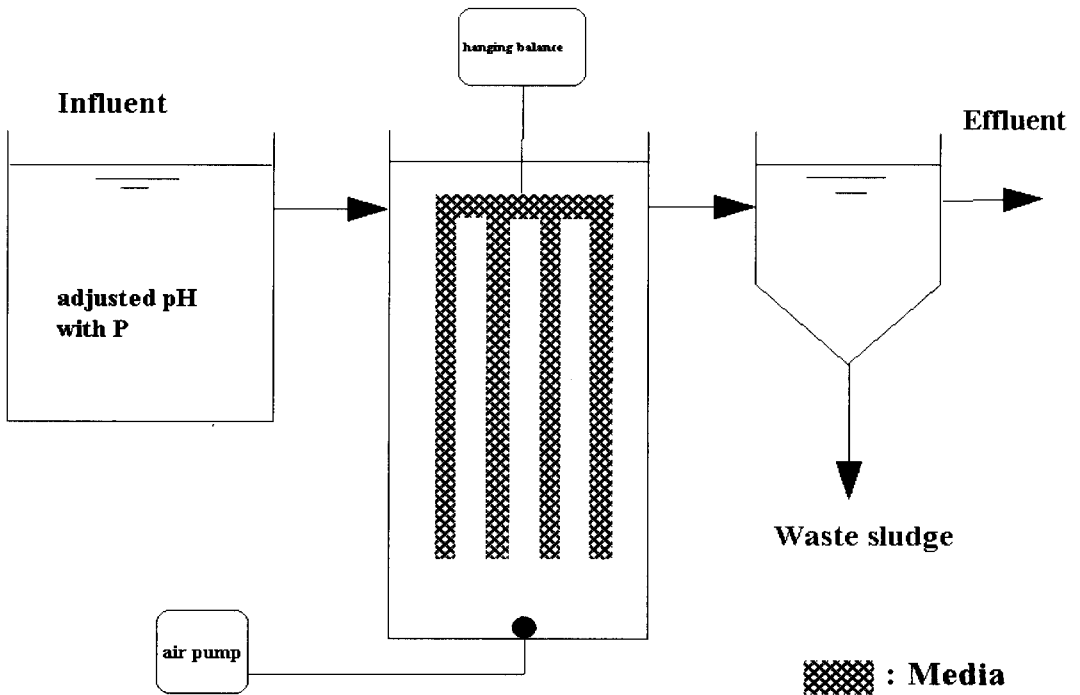 hanging balance
Influent
Effluent
adjusted pH
with P
Waste sludge
air pump
: Media